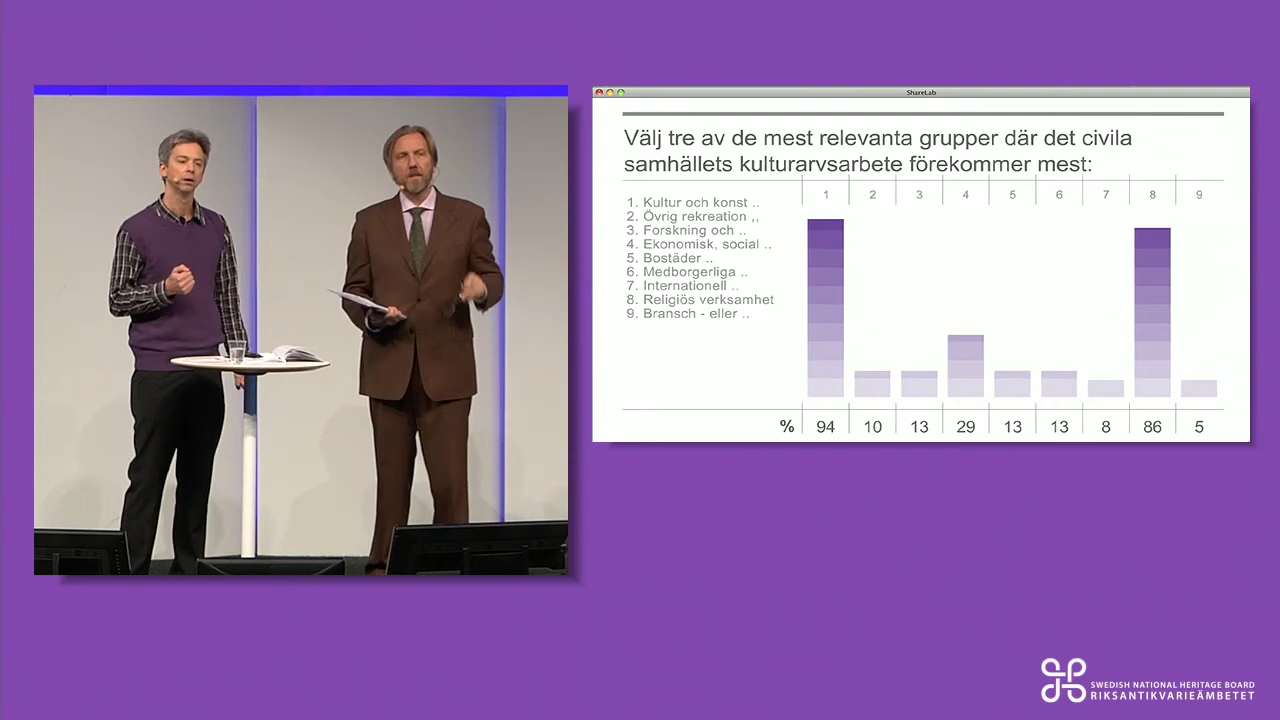 ShareLab
Välj tre av de mest relevanta grupper där det civila
samhällets kulturarvsarbete förekommer mest:
1. Kultur och konst ..
2. Övrig rekreation ,,
3. Forskning och ..
4. Ekonomisk, social ..
5. Bostäder ..
6. Medborgerliga ..
7. Internationell ..
8. Religiös verksamhet
9. Bransch - eller ..
1 2 3 4 5 6 7 8 9
% 94 10 13 29 13 13 8 86 5
SWEDISH NATIONAL HERITAGE BOARD
RIKSANTIKVARIEÄMBETET